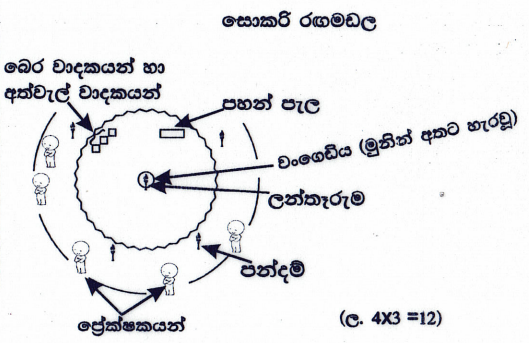 සොකරි රඟමඩල
බෙර වාදකයන් හා
අත්වැල් වාදකයන්
පහන් පැල
වංගෙඩිය (මුනින් අතට හැරවූ)
ලන්තෑරුම
පන්දම්
ප්‍රේක්ෂකයන්
(ල. 4X3 =12)